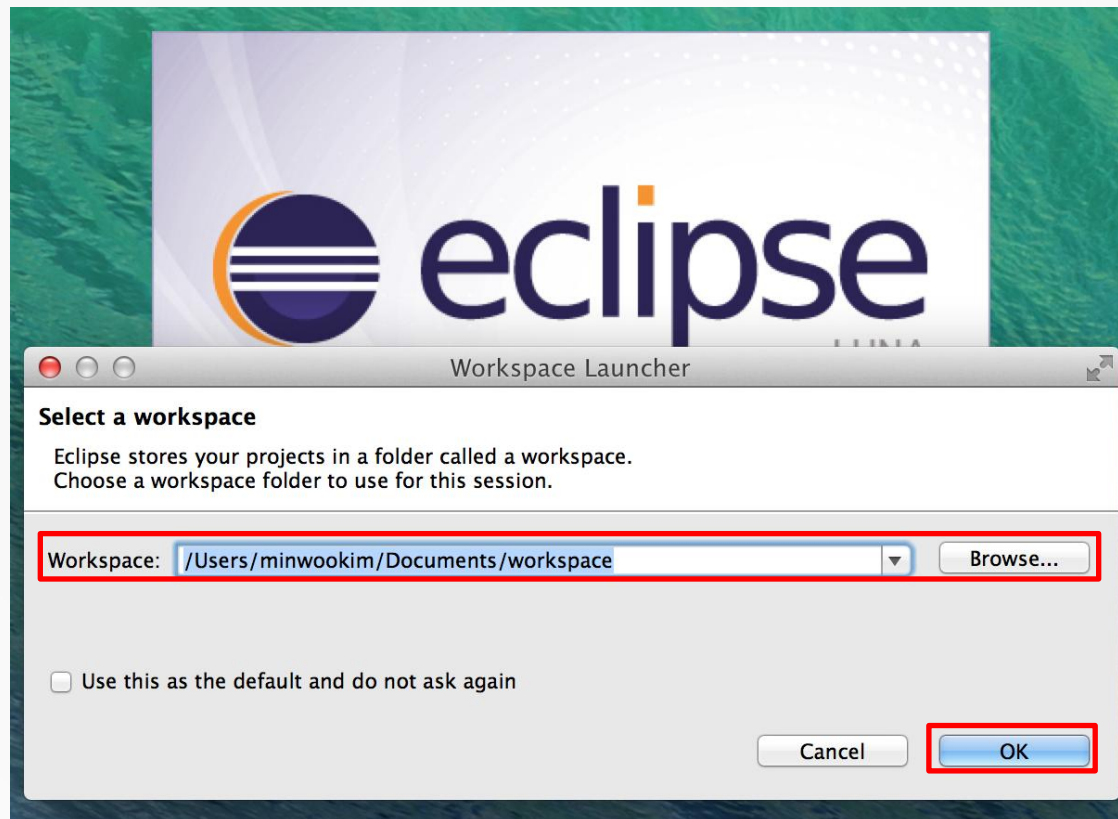 eclipse
LUNA
Workspace Launcher
Select a workspace
Eclipse stores your projects in a folder called a workspace.
Choose a workspace folder to use for this session.
Workspace: /Users/minwookim/Documents/workspace Browse...
Use this as the default and do not ask again
Cancel OK